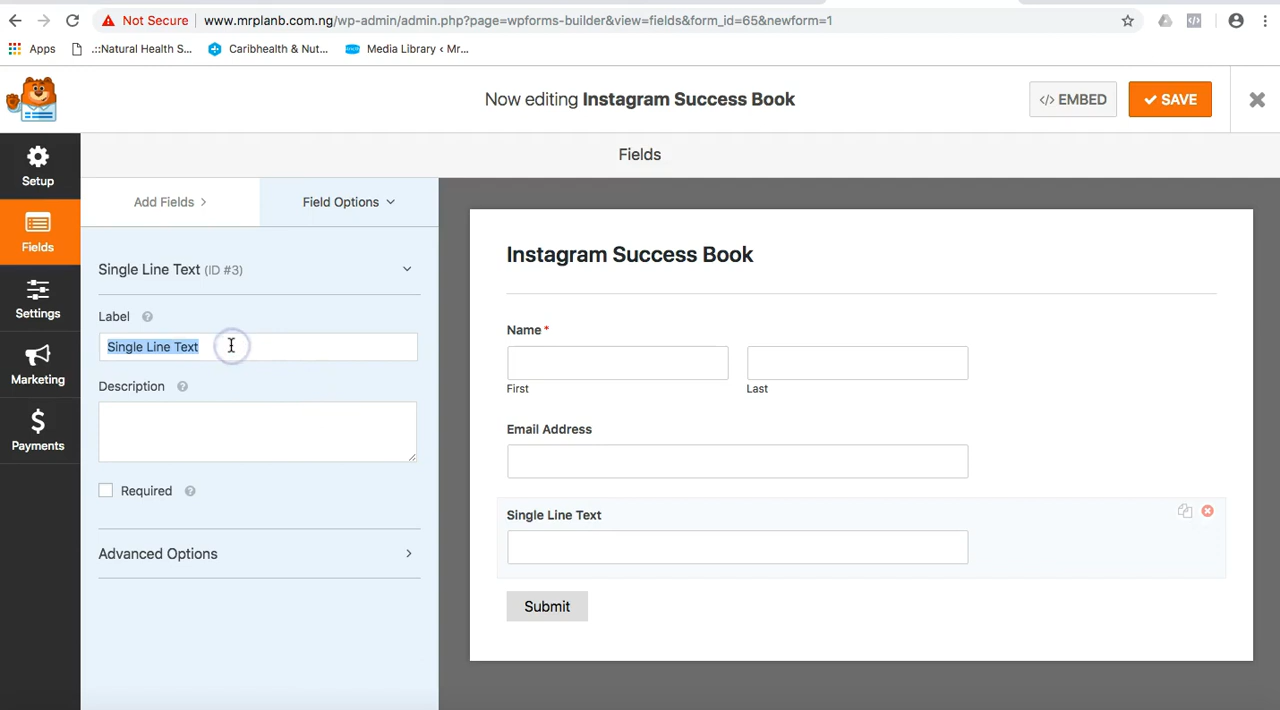 Not Secure www.mrplanb.com.ng/wp-admin/admin.php?page=wpforms-builder&view=fields&form_id=65&newform=1
Apps .::Natural Health S... Caribhealth & Nut... Media Library ‹ Mr...
Now editing Instagram Success Book
</> EMBED
SAVE
Setup
Fields
Settings
Marketing
Payments
Fields
Add Fields
Field Options
Single Line Text (ID #3)
Label
Single Line Text
Description
Required
Advanced Options
Instagram Success Book
Name *
First Last
Email Address
Single Line Text
Submit